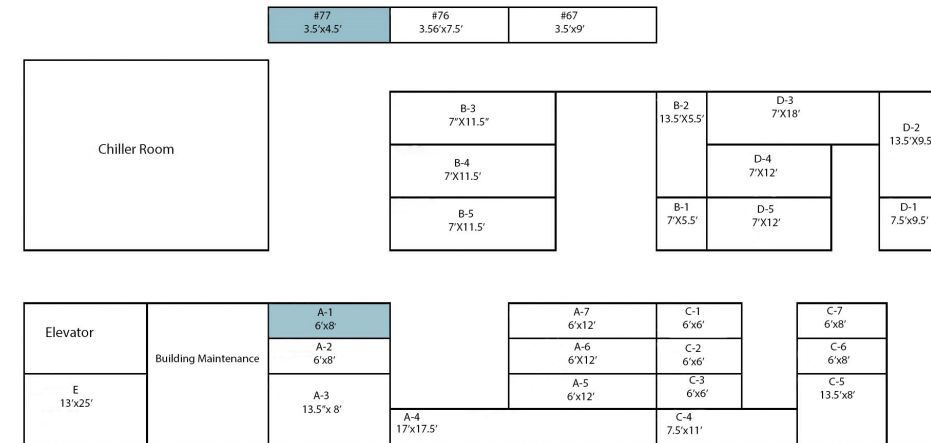 #77
3.5'x4.5'
#76
3.56'x7.5'
#67
3.5'x9'
Chiller Room
B-3
7"X11.5"
B-4
7'X11.5'
B-5
7'X11.5'
B-2
13.5'X5.5'
B-1
7'X5.5'
D-3
7'X18'
D-4
7'X12'
D-5
7'X12'
D-2
13.5'X9.5
D-1
7.5'x9.5'
Elevator
E
13'x25'
Building Maintenance
A-1
6'x8'
A-2
6'x8'
A-3
13.5"x 8'
A-4
17'x17.5'
A-7
6'x12'
A-6
6'X12'
A-5
6'x12'
C-1
6'x6'
C-2
6'x6'
C-3
6'x6'
C-4
7.5'x11'
C-7
6'x8'
C-6
6'x8'
C-5
13.5'x8'